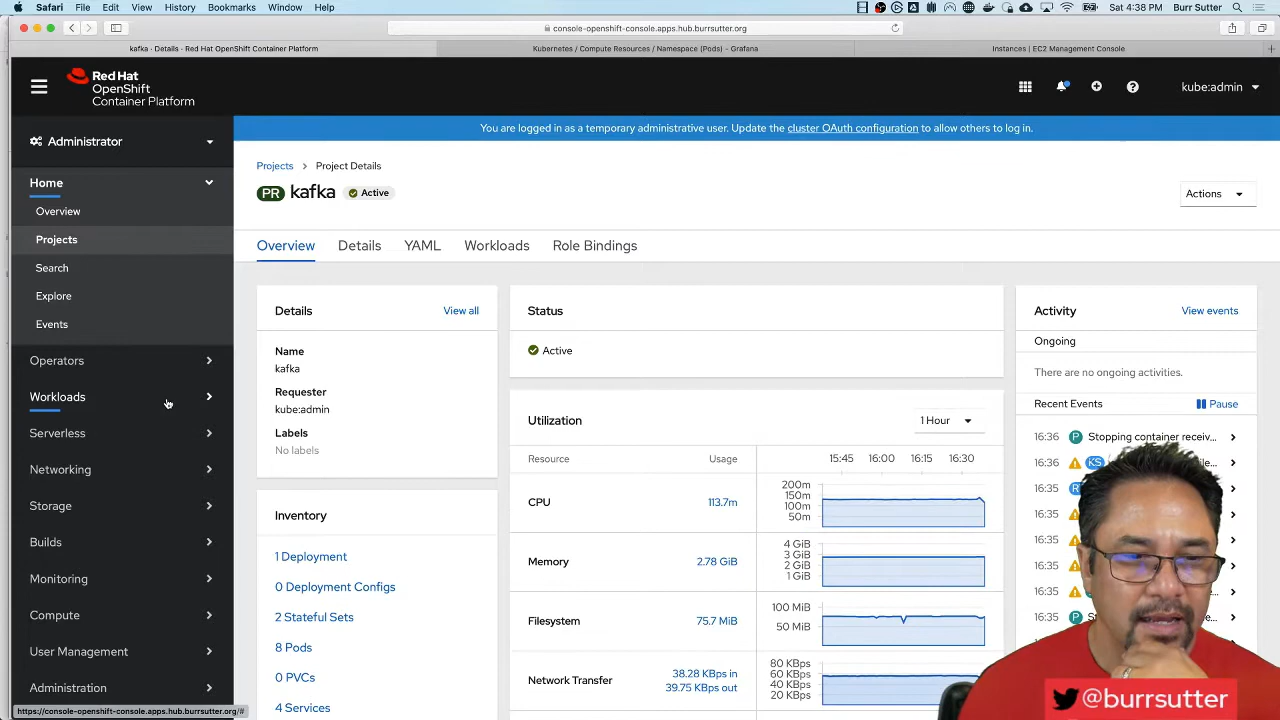 Safari File Edit View History Bookmarks Window Help
Sat 4:38 PM Burr Sutter
console-openshift-console.apps.hub.burrsutter.org
kafka · Details · Red Hat OpenShift Container Platform
Kubernetes / Compute Resources / Namespace (Pods) - Grafana
Instances | EC2 Management Console
Red Hat
OpenShift
Container Platform
kube:admin
Administrator
You are logged in as a temporary administrative user. Update the cluster OAuth configuration to allow others to log in.
Home
Overview
Projects
Search
Explore
Events
Operators
Workloads
Serverless
Networking
Storage
Builds
Monitoring
Compute
User Management
Administration
https://console-openshift-console.apps.hub.burrsutter.org/#
Projects > Project Details
PR kafka Active
Actions
Overview Details YAML Workloads Role Bindings
Details View all
Name
kafka
Requester
kube:admin
Labels
No labels
Inventory
1 Deployment
0 Deployment Configs
2 Stateful Sets
8 Pods
0 PVCs
4 Services
Status
Active
Utilization 1 Hour
Resource Usage 15:45 16:00 16:15 16:30
CPU 113.7m
200m
150m
100m
50m
Memory 2.78 GiB
4 GiB
3 GiB
2 GiB
1 GiB
Filesystem 75.7 MiB
100 MiB
50 MiB
Network Transfer
38.28 KBps in
39.75 KBps out
80 KBps
60 KBps
40 KBps
20 KBps
Activity View events
Ongoing
There are no ongoing activities.
Recent Events Pause
16:36 P Stopping container receiv...
16:36 KS
16:35
16:35
16:35
16:35
16:35
16:35
@burrsutter